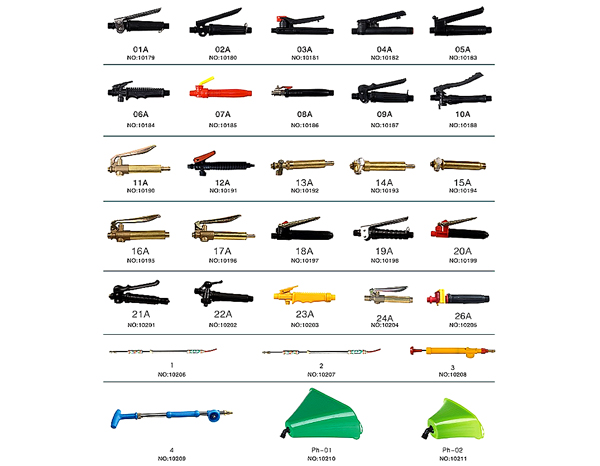 01A 02A 03A 04A 05A
NO:10179 NO:10180 NO:10181 NO:10182 NO:10183
06A 07A 08A 09A 10A
NO:10184 NO:10185 NO:10186 NO:10187 NO:10188
11A 12A 13A 14A 15A
NO:10190 NO:10191 NO:10192 NO:10193 NO:10194
16A 17A 18A 19A 20A
NO:10195 NO:10196 NO:10197 NO:10198 NO:10199
21A 22A 23A 24A 26A
NO:10201 NO:10202 NO:10203 NO:10204 NO:10205
1 2 3
NO:10206 NO:10207 NO:10208
4 Ph-01 Ph-02
NO:10209 NO:10210 NO:10211